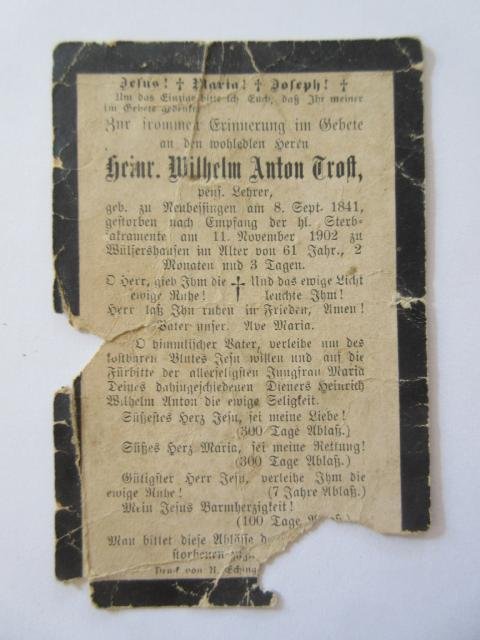 Jesus! † Maria! † Joseph! †
Um das Einzige bitte ich Euch, daß Ihr meiner
im Gebete gedenket
Zur frommen Erinnerung im Gebete
an den wohledlen Herrn
Heinr. Wilhelm Anton Trost,
pens. Lehrer,
geb. zu Neubessingen am 8. Sept. 1841,
gestorben nach Empfang der hl. Sterb-
sakramente am 11. November 1902 zu
Wülfershausen im Alter von 61 Jahr., 2
Monaten und 3 Tagen.
O Herr, gieb Ihm die † Und das ewige Licht
ewige Ruhe! leuchte Ihm!
Herr laß Ihn ruhen in Frieden, Amen!
Vater unser. Ave Maria.
O himmlischer Vater, verleihe um des
kostbaren Blutes Jesu willen und auf die
Fürbitte der allerseligsten Jungfrau Maria
Deines dahingeschiedenen Dieners Heinrich
Wilhelm Anton die ewige Seligkeit.
Süßestes Herz Jesu, sei meine Liebe!
(300 Tage Ablaß.)
Süßes Herz Maria, sei meine Rettung!
(300 Tage Ablaß.)
Gütigster Herr Jesu, verleihe Ihm die
ewige Ruhe! (7 Jahre Ablaß.)
Mein Jesus Barmherzigkeit!
(100 Tage Ablaß.)
Man bittet diese Ablässe
storbenen
Druck von A. Eching